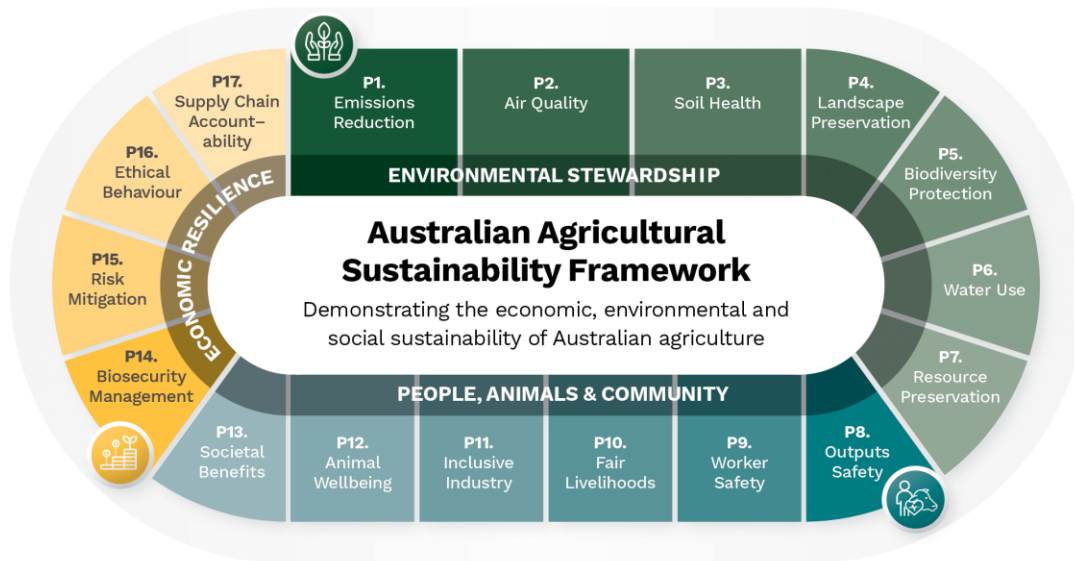 Australian Agricultural
Sustainability Framework
Demonstrating the economic, environmental and
social sustainability of Australian agriculture
ENVIRONMENTAL STEWARDSHIP
P1.
Emissions
Reduction
P2.
Air Quality
P3.
Soil Health
P4.
Landscape
Preservation
P5.
Biodiversity
Protection
P6.
Water Use
P7.
Resource
Preservation
PEOPLE, ANIMALS & COMMUNITY
P8.
Outputs
Safety
P9.
Worker
Safety
P10.
Fair
Livelihoods
P11.
Inclusive
Industry
P12.
Animal
Wellbeing
P13.
Societal
Benefits
ECONOMIC RESILIENCE
P14.
Biosecurity
Management
P15.
Risk
Mitigation
P16.
Ethical
Behaviour
P17.
Supply Chain
Account–
ability